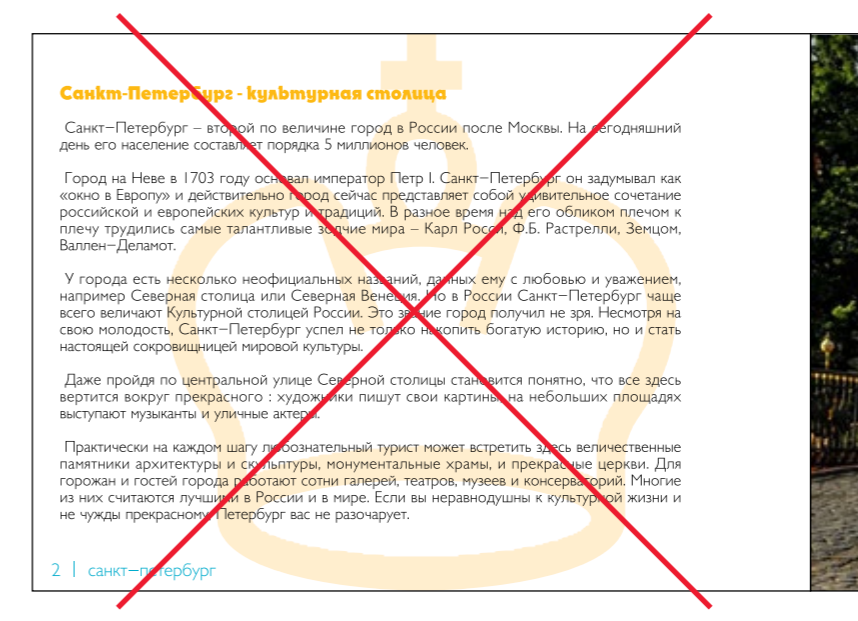 Санкт-Петербург - культурная столица
Санкт-Петербург – второй по величине город в России после Москвы. На сегодняшний
день его население составляет порядка 5 миллионов человек.
Город на Неве в 1703 году основал император Петр I. Санкт-Петербург он задумывал как
«окно в Европу» и действительно город сейчас представляет собой удивительное сочетание
российской и европейских культур и традиций. В разное время над его обликом плечом к
плечу трудились самые талантливые зодчие мира – Карл Росси, Ф.Б. Растрелли, Земцом,
Валлен-Деламот.
У города есть несколько неофициальных названий, данных ему с любовью и уважением,
например Северная столица или Северная Венеция. Но в России Санкт-Петербург чаще
всего величают Культурной столицей России. Это звание город получил не зря. Несмотря на
свою молодость, Санкт-Петербург успел не только накопить богатую историю, но и стать
настоящей сокровищницей мировой культуры.
Даже пройдя по центральной улице Северной столицы становится понятно, что все здесь
вертится вокруг прекрасного : художники пишут свои картины, на небольших площадях
выступают музыканты и уличные актеры.
Практически на каждом шагу любознательный турист может встретить здесь величественные
памятники архитектуры и скульптуры, монументальные храмы, и прекрасные церкви. Для
горожан и гостей города работают сотни галерей, театров, музеев и консерваторий. Многие
из них считаются лучшими в России и в мире. Если вы неравнодушны к культурной жизни и
не чужды прекрасному, Петербург вас не разочарует.
2 | санкт-петербург